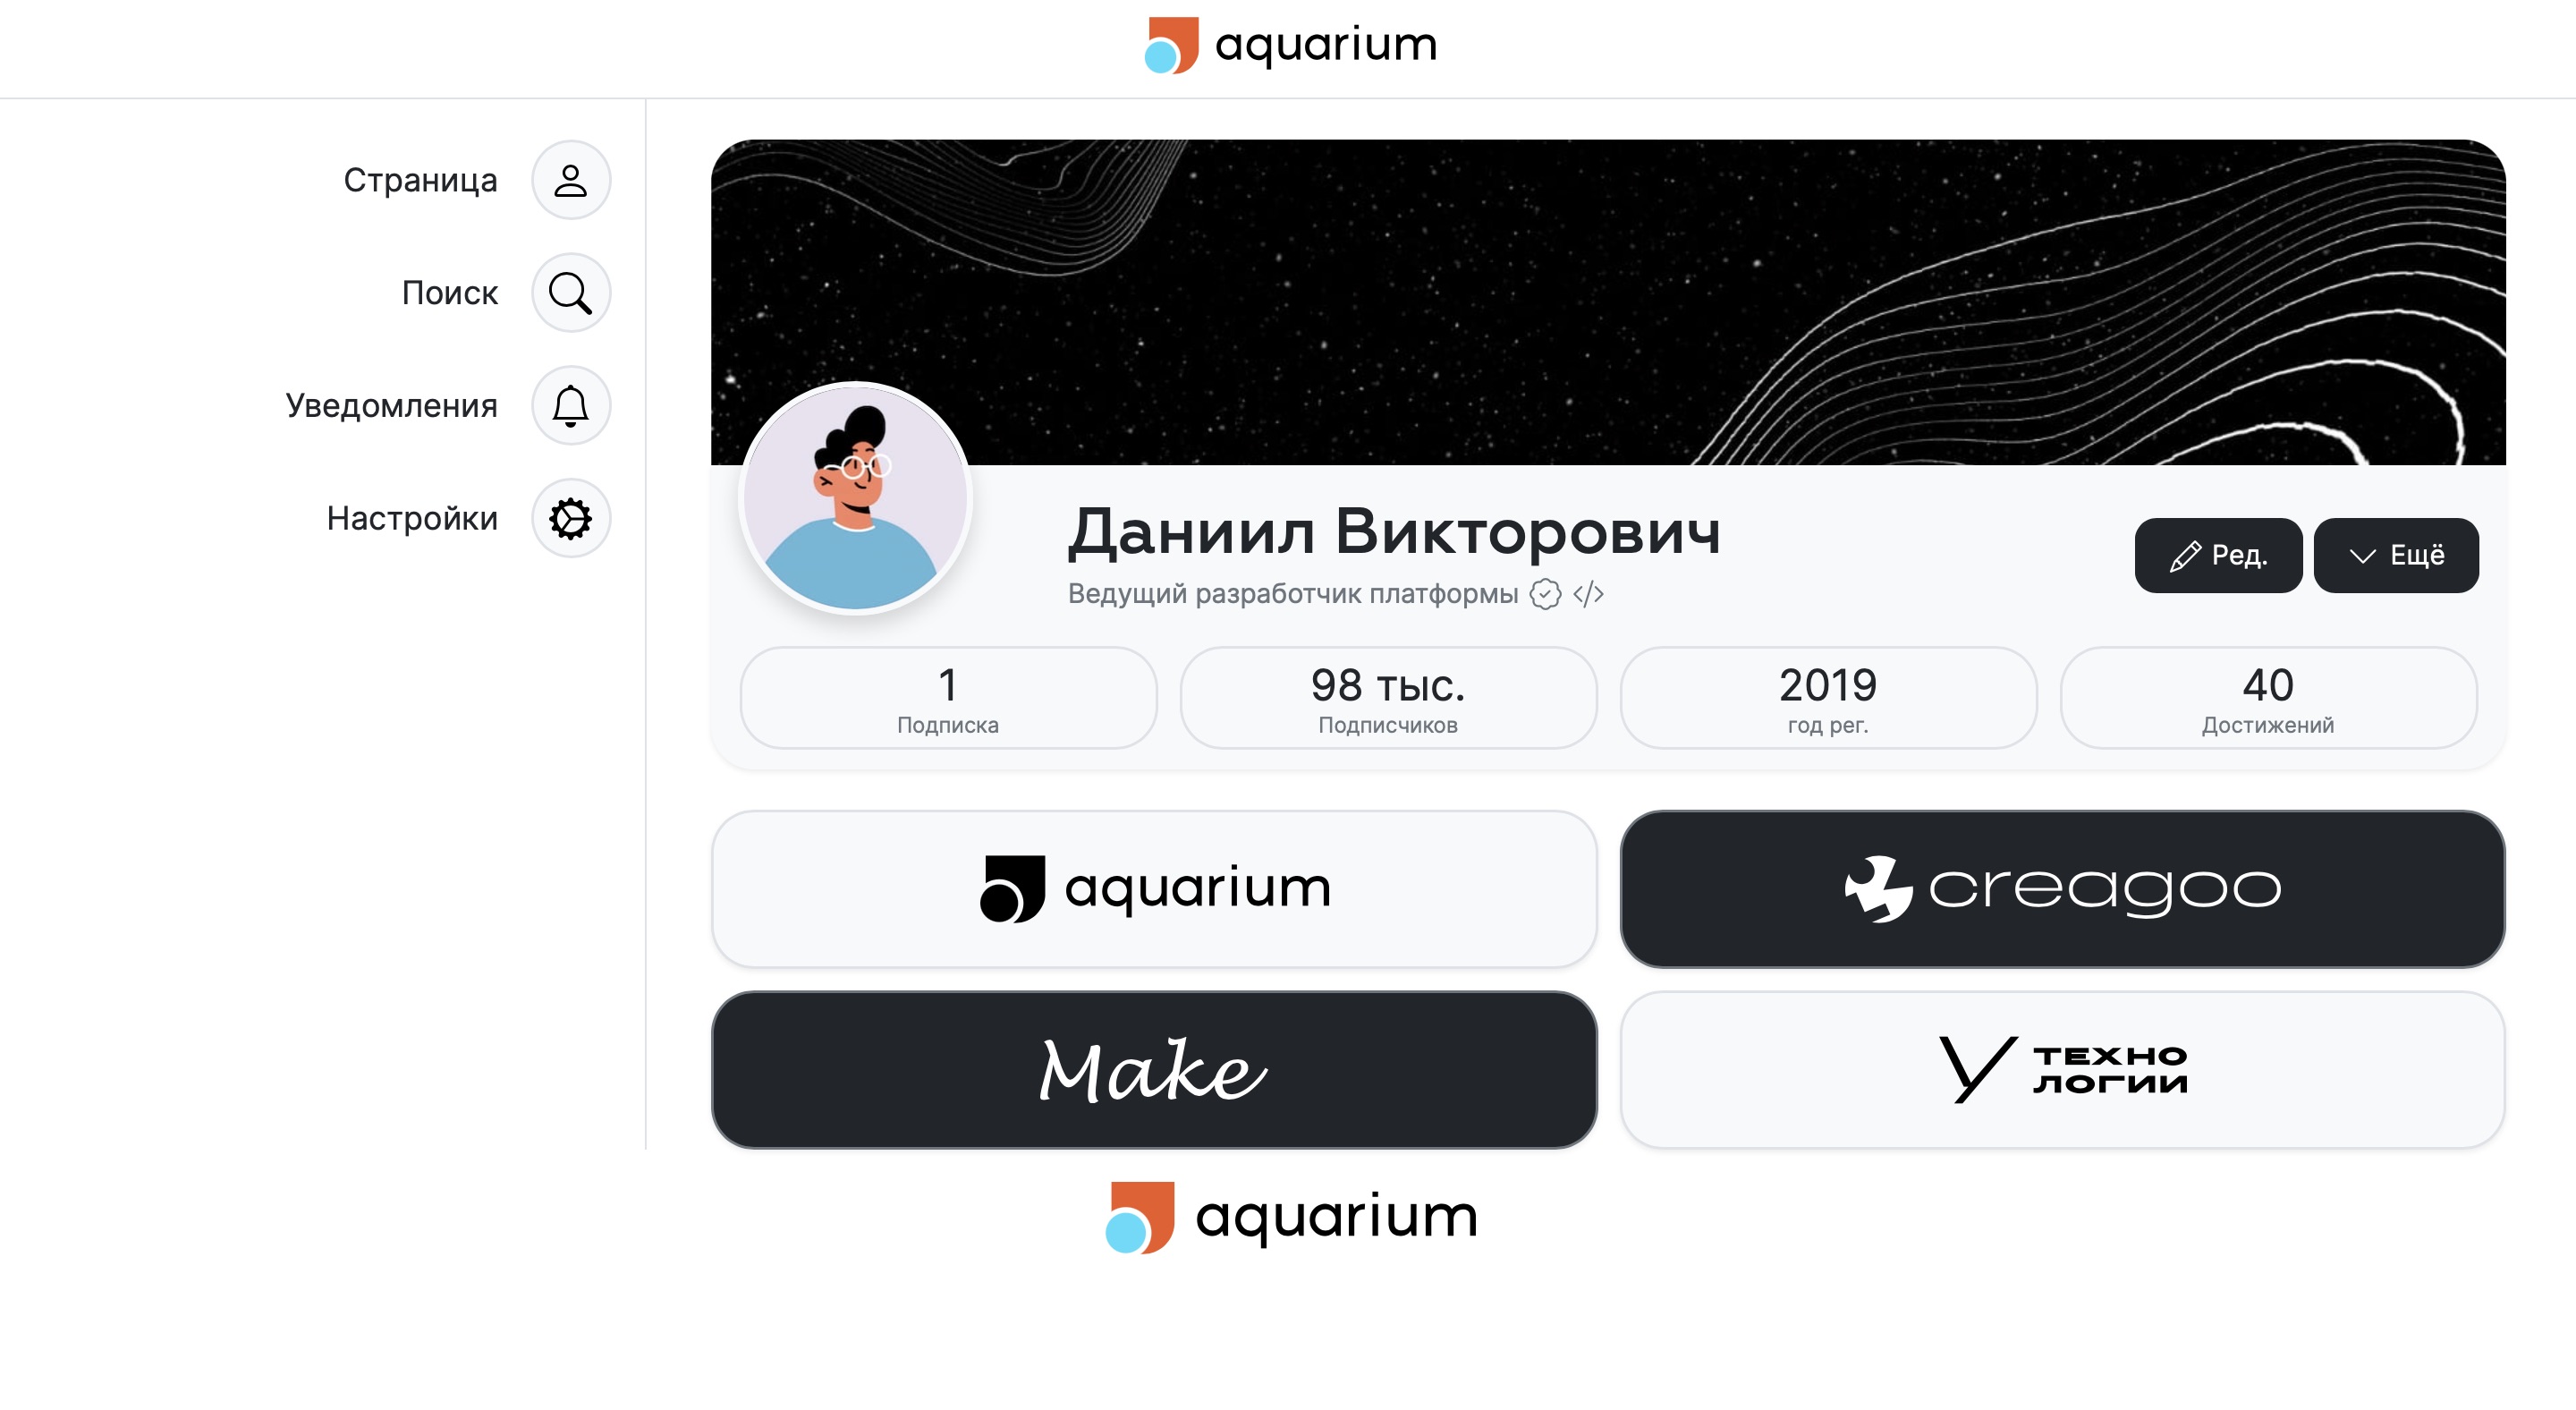 aquarium
Страница
Поиск
Уведомления
Настройки
Даниил Викторович
Ведущий разработчик платформы
Ред.
Ещё
1
Подписка
98 тыс.
Подписчиков
2019
год рег.
40
Достижений
aquarium
creagoo
Make
У ТЕХНО
ЛОГИИ
aquarium